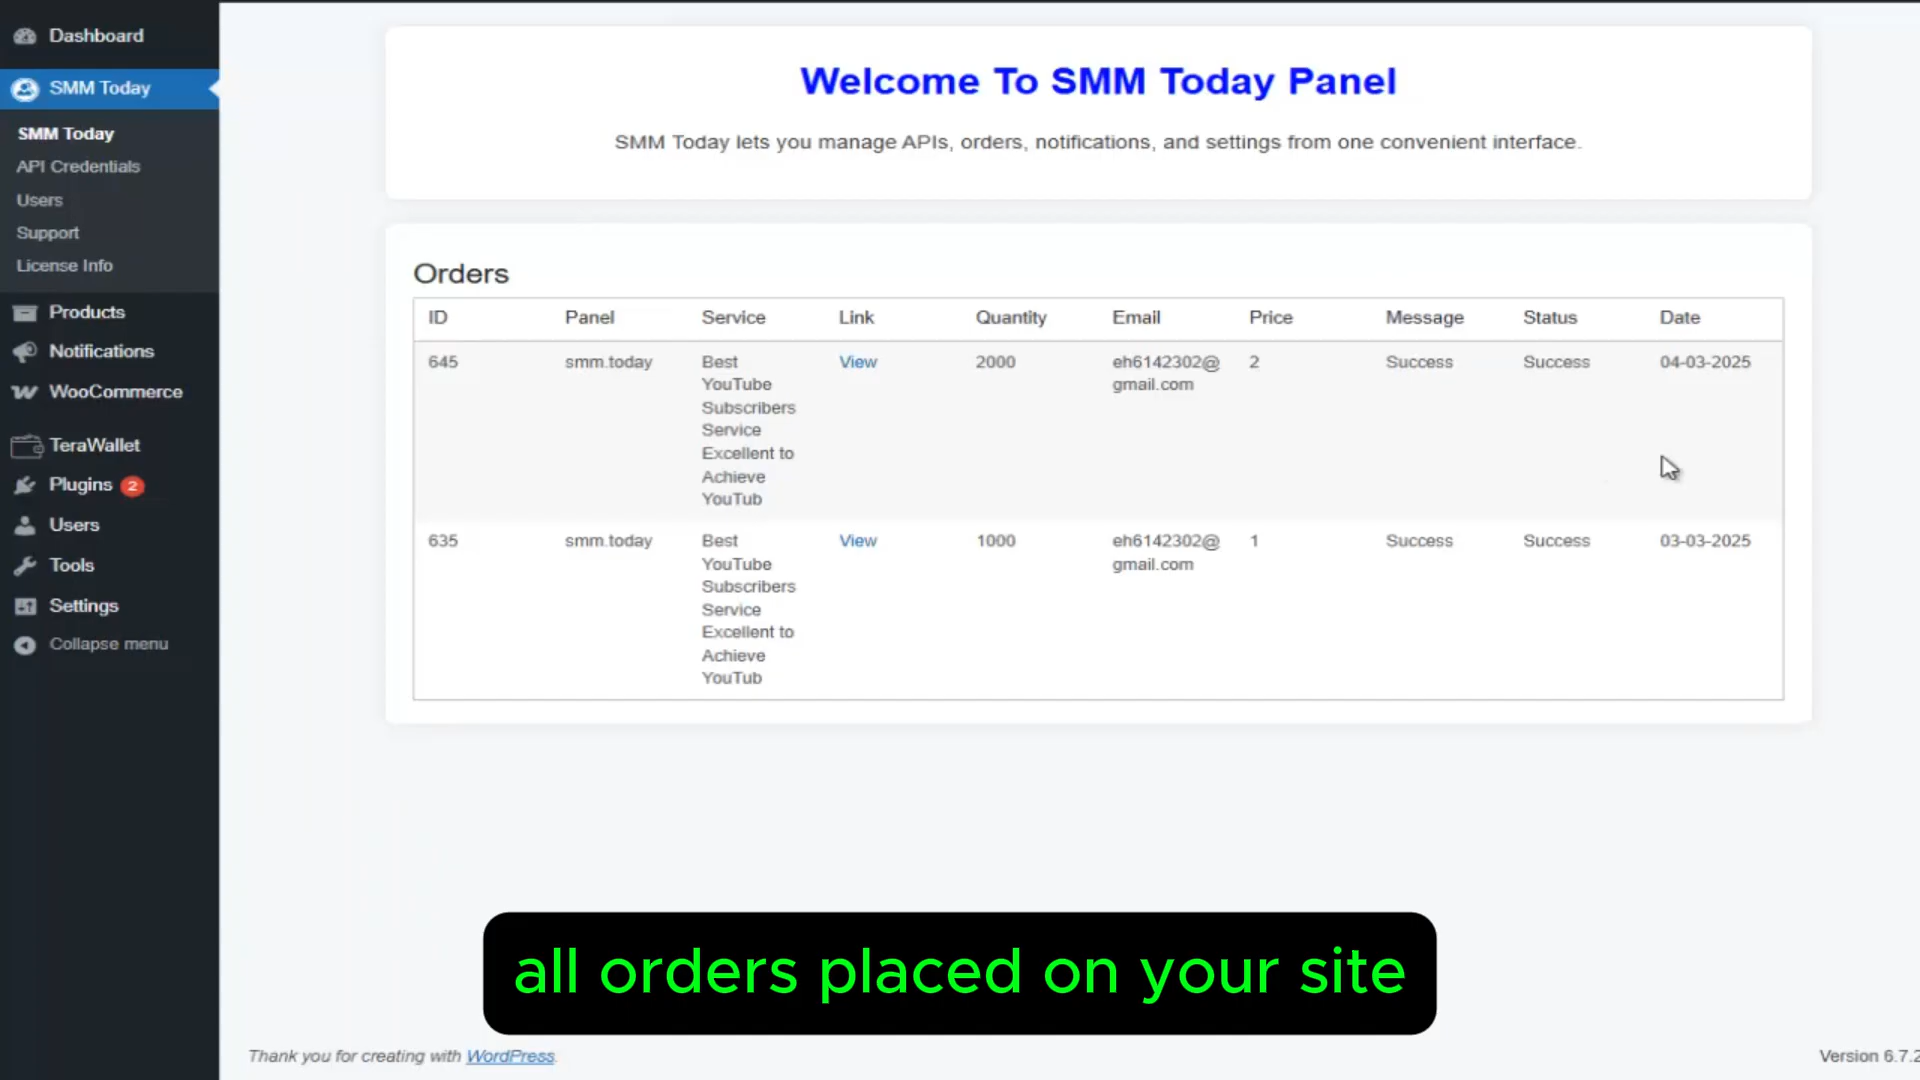 Dashboard
SMM Today
SMM Today
API Credentials
Users
Support
License Info
Products
Notifications
WooCommerce
TeraWallet
Plugins 2
Users
Tools
Settings
Collapse menu
Welcome To SMM Today Panel
SMM Today lets you manage APIs, orders, notifications, and settings from one convenient interface.
Orders
ID Panel Service Link Quantity Email Price Message Status Date
645 smm.today Best View 2000 eh6142302@ 2 Success Success 04-03-2025
YouTube gmail.com
Subscribers
Service
Excellent to
Achieve
YouTub
635 smm.today Best View 1000 eh6142302@ 1 Success Success 03-03-2025
YouTube gmail.com
Subscribers
Service
Excellent to
Achieve
YouTub
all orders placed on your site
Thank you for creating with WordPress.
Version 6.7.2